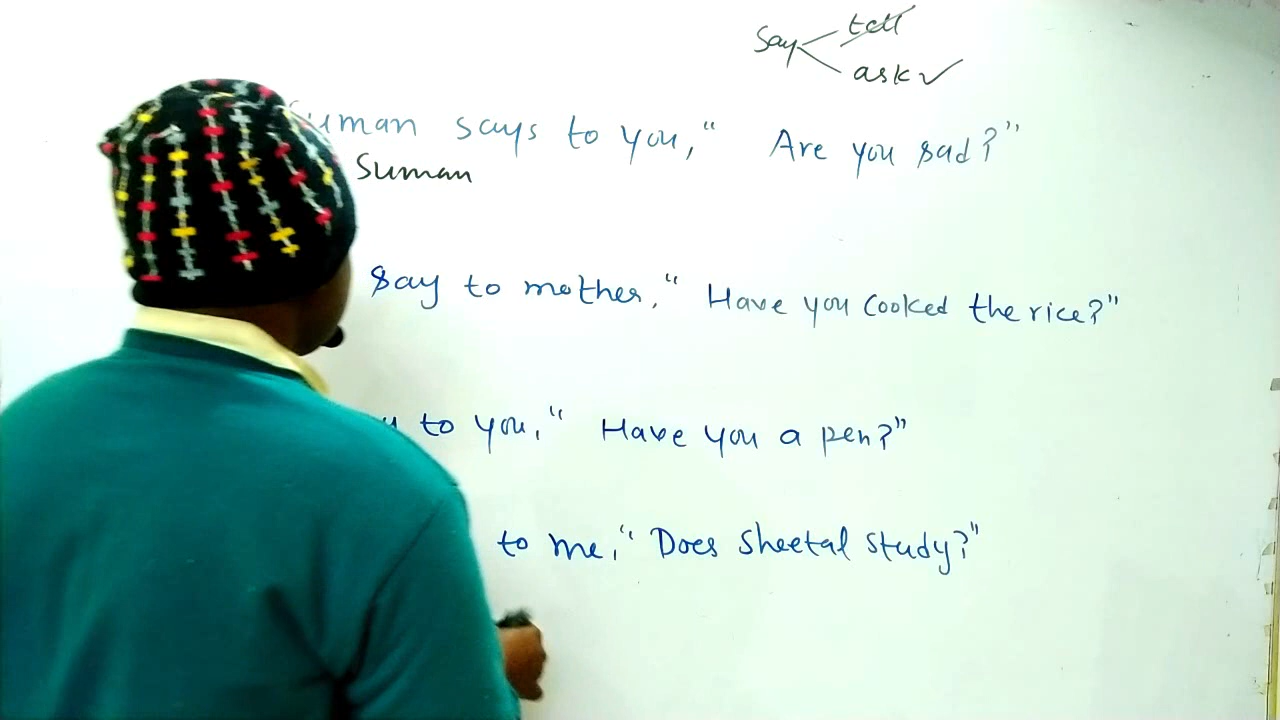 Say tell
ask ✓
Suman says to you, " Are you sad?"
Suman
say to mother, " Have you cooked the rice?"
to you, " Have you a pen?"
to me, " Does Sheetal study?"